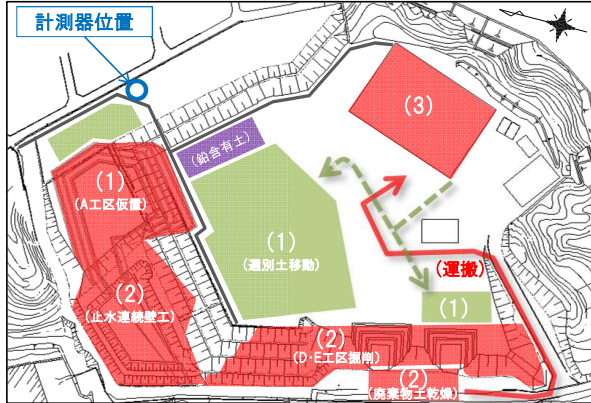 計測器位置
(3)
(鉛含有土)
(1)
(A工区仮置)
(1)
(選別土移動)
(運搬)
(2)
(止水連続壁工)
(1)
(2)
(D・E工区掘削)
(2)
(廃棄物土乾燥)